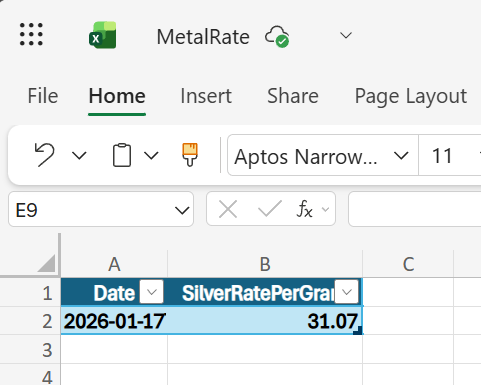 MetalRate
File Home Insert Share Page Layout
Aptos Narrow... 11
E9 fx
A B C
1 Date SilverRatePerGra
2 2026-01-17 31.07
3
4